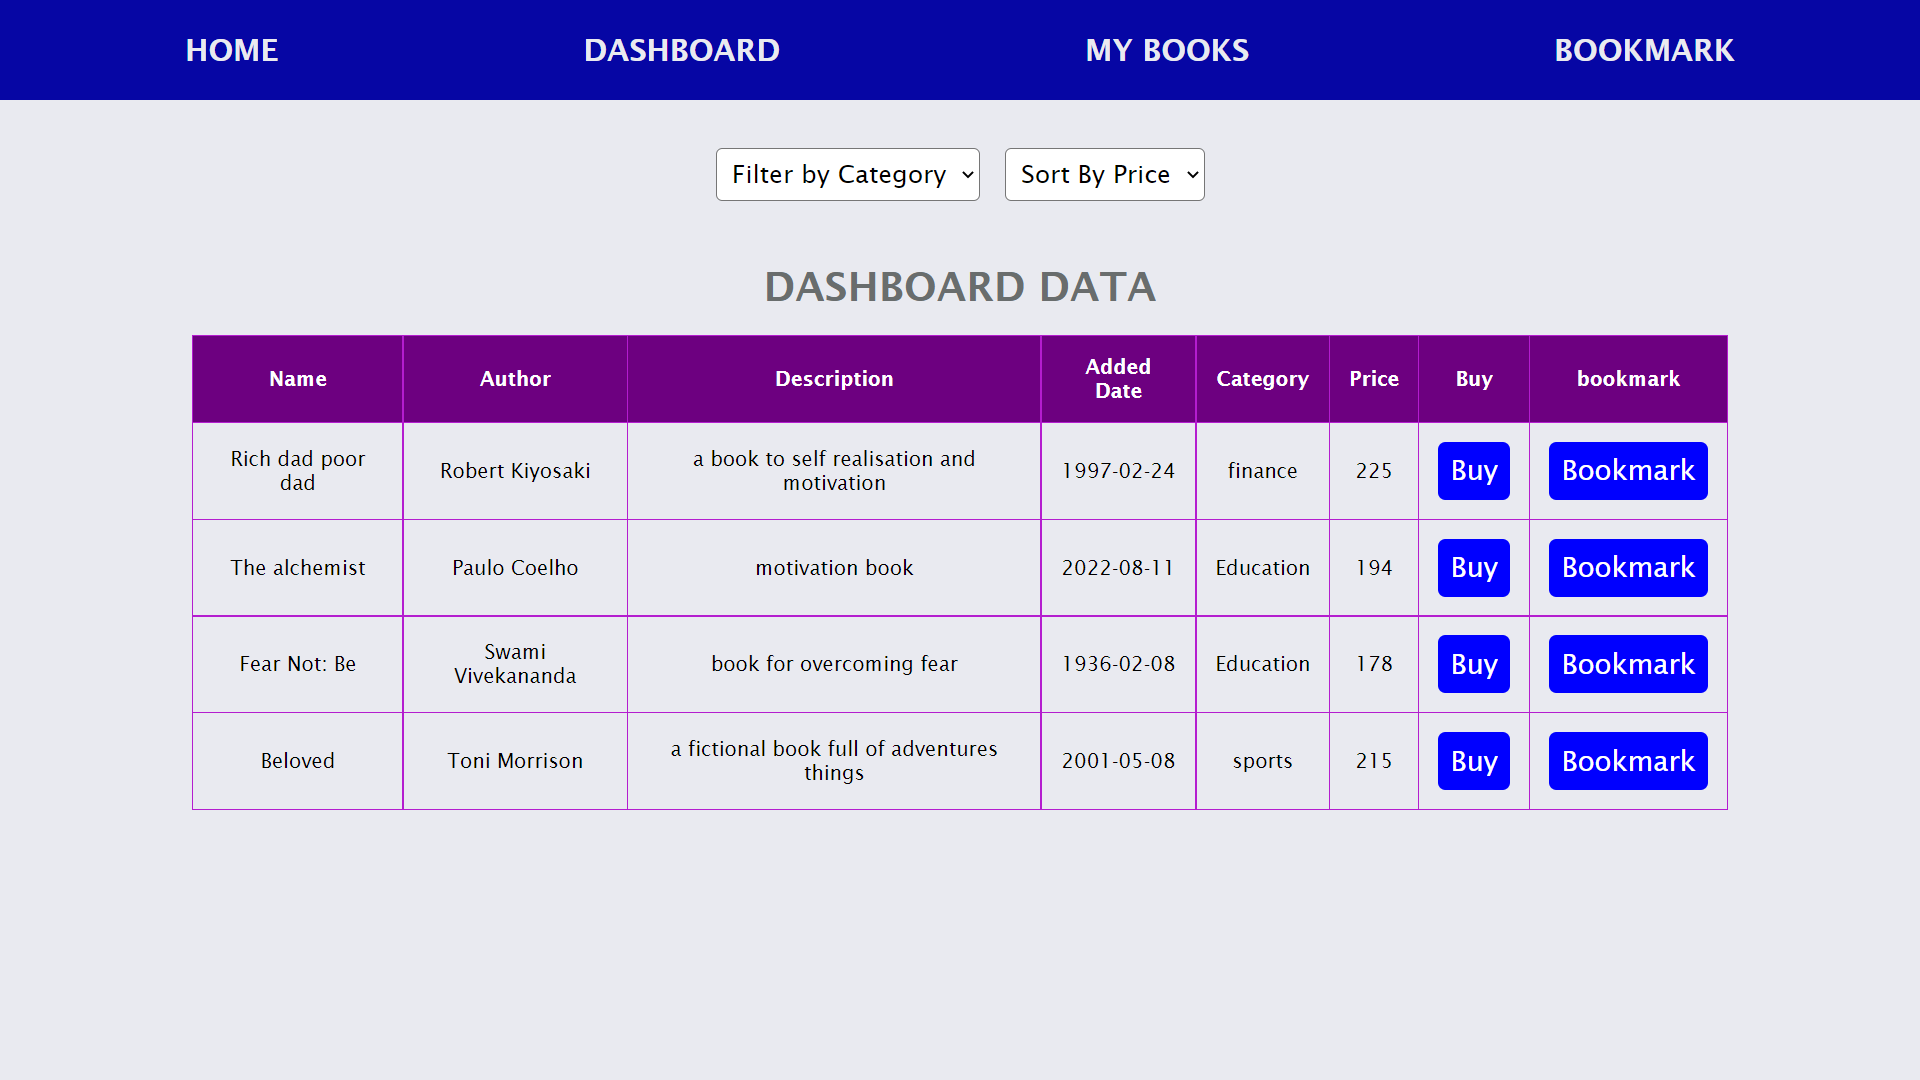 HOME DASHBOARD MY BOOKS BOOKMARK
Filter by Category Sort By Price
DASHBOARD DATA
Name Author Description Added Date Category Price Buy bookmark
Rich dad poor dad Robert Kiyosaki a book to self realisation and motivation 1997-02-24 finance 225 Buy Bookmark
The alchemist Paulo Coelho motivation book 2022-08-11 Education 194 Buy Bookmark
Fear Not: Be Swami Vivekananda book for overcoming fear 1936-02-08 Education 178 Buy Bookmark
Beloved Toni Morrison a fictional book full of adventures things 2001-05-08 sports 215 Buy Bookmark